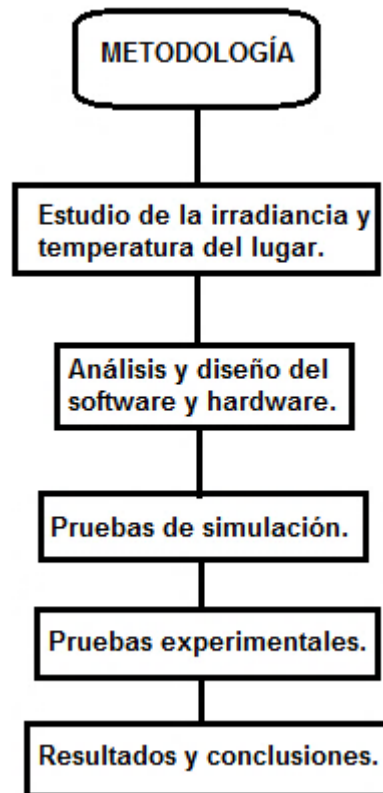 METODOLOGÍA
Estudio de la irradiancia y
temperatura del lugar.
Análisis y diseño del
software y hardware.
Pruebas de simulación.
Pruebas experimentales.
Resultados y conclusiones.